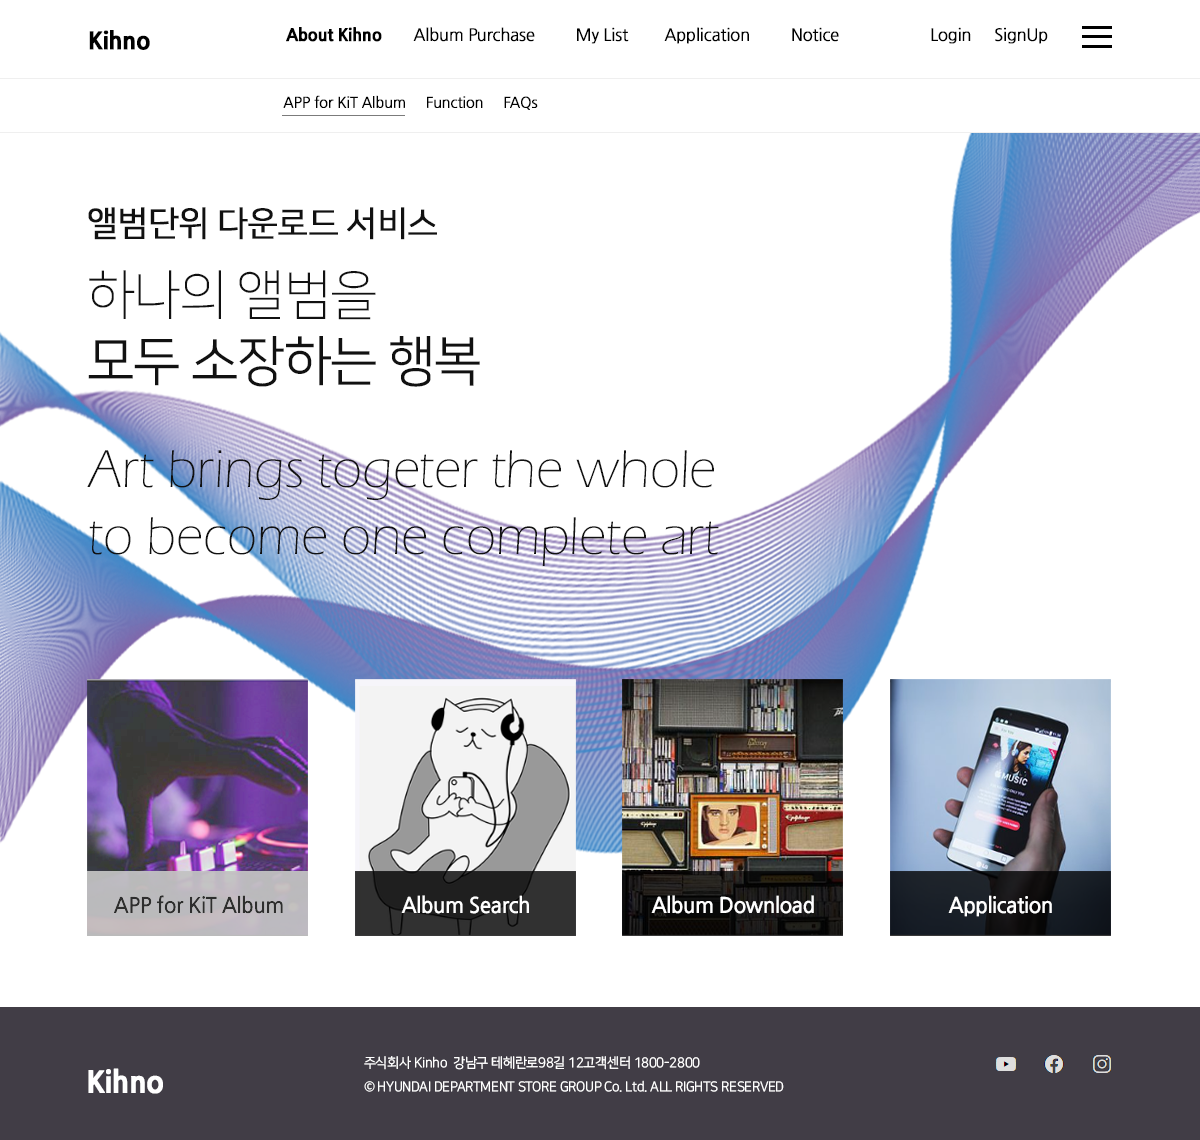 Kihno
About Kihno Album Purchase My List Application Notice Login SignUp
APP for KiT Album Function FAQs
앨범단위 다운로드 서비스
하나의 앨범을
모두 소장하는 행복
Art brings togeter the whole
to become one complete art
MUSIC
APP for KiT Album
Album Search
Album Download
Application
Kihno
주식회사 Kinho 강남구 테헤란로98길 12고객센터 1800-2800
© HYUNDAI DEPARTMENT STORE GROUP Co. Ltd. ALL RIGHTS RESERVED